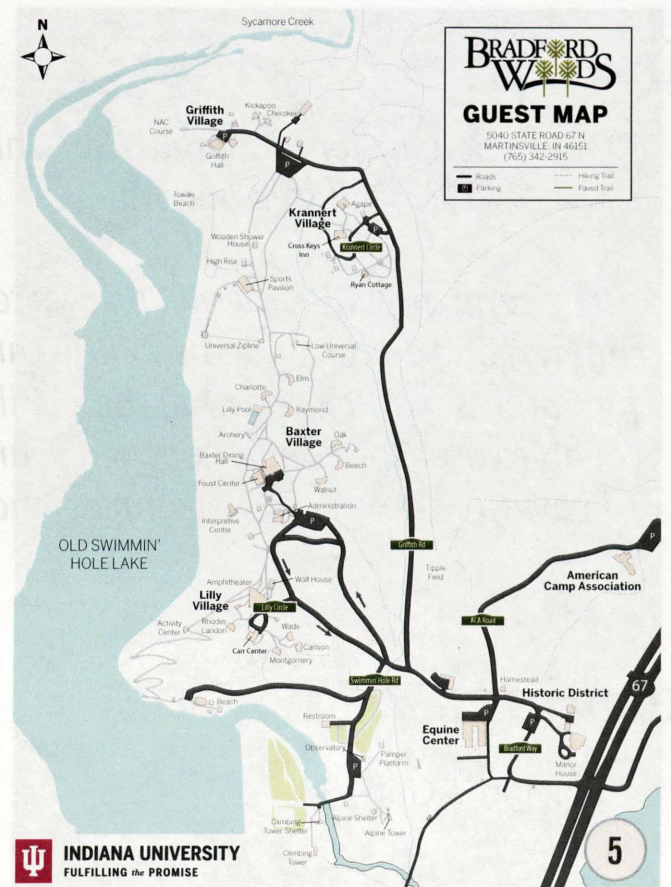 N
Sycamore Creek
BRADFORD
WOODS
GUEST MAP
5040 STATE ROAD 67 N
MARTINSVILLE, IN 46151
(765) 342-2915
Roads
Hiking Trail
P Parking
Paved Trail
Griffith
Village
Kickapoo
Cherokee
NAC
Course
P
Griffith
Hall
P
Towaki
Beach
Krannert
Village
Agape
P
Wooden Shower
House
Cross Keys
Inn
Krannert Circle
High Rise
Ryan Cottage
Sports
Pavilion
Universal Zipline
Low Universal
Course
Elm
Charlotte
Lilly Pool
Raymond
Archery
Baxter
Village
Oak
Baxter Dining
Hall
Beech
Foust Center
Walnut
Administration
Interpretive
Center
P
OLD SWIMMIN'
HOLE LAKE
Griffith Rd
P
Tipple
Field
American
Camp Association
Amphitheater
Wolf House
Lilly
Village
Lilly Circle
ACA Road
Activity
Center
Rhodes
Landon
Wade
Carr Center
Carlson
Montgomery
Swimmin' Hole Rd
Homestead
67
Historic District
Beach
Restroom
Equine
Center
P
P
Bradford Way
Observatory
Pamper
Platform
Manor
House
P
Climbing
Tower Shelter
Alpine Shelter
Alpine Tower
Climbing
Tower
INDIANA UNIVERSITY
FULFILLING the PROMISE
5